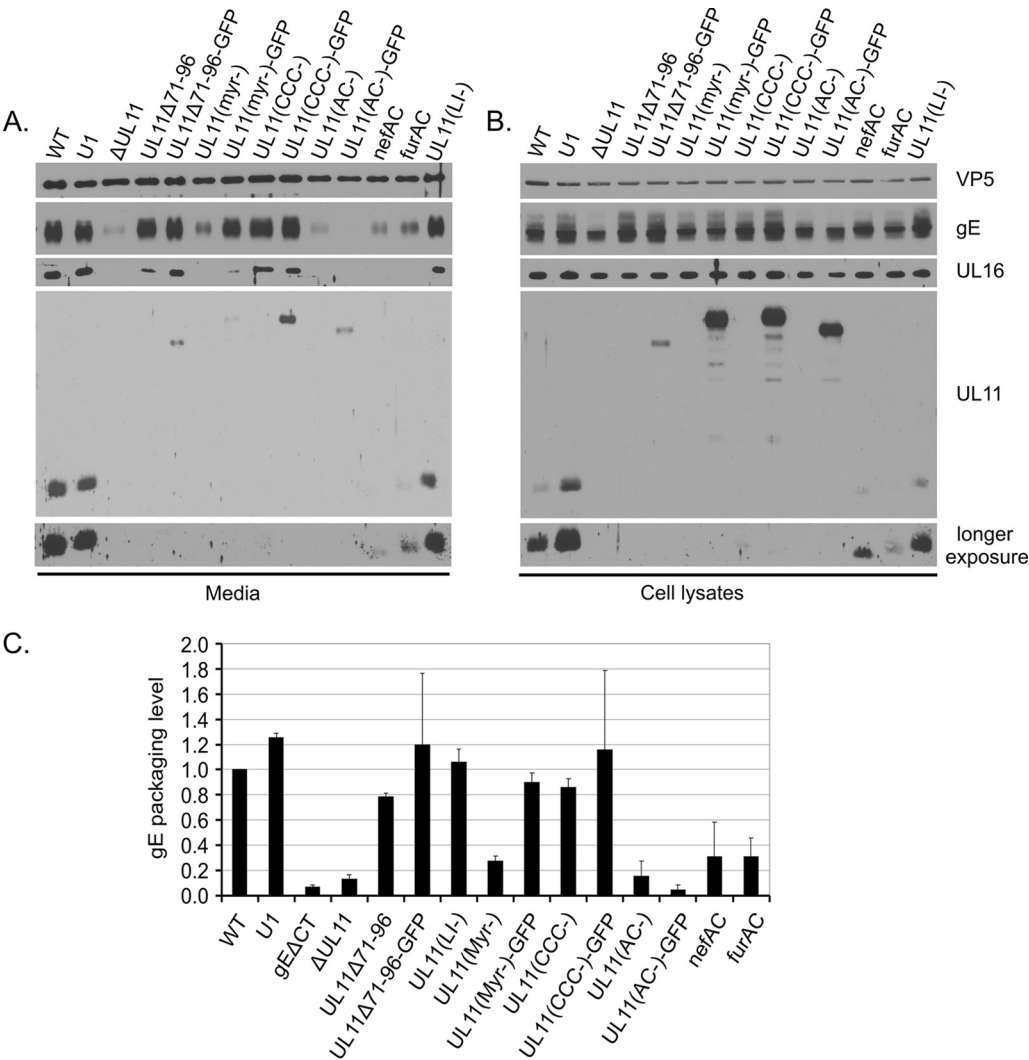 A.
WT
U1
ΔUL11
UL11Δ71-96
UL11Δ71-96-GFP
UL11(myr-)
UL11(myr-)-GFP
UL11(CCC-)
UL11(CCC-)-GFP
UL11(AC-)
UL11(AC-)-GFP
nefAC
furAC
UL11(LI-)
Media
B.
WT
U1
ΔUL11
UL11Δ71-96
UL11Δ71-96-GFP
UL11(myr-)
UL11(myr-)-GFP
UL11(CCC-)
UL11(CCC-)-GFP
UL11(AC-)
UL11(AC-)-GFP
nefAC
furAC
UL11(LI-)
VP5
gE
UL16
UL11
longer
exposure
Cell lysates
C.
gE packaging level
2.0
1.8
1.6
1.4
1.2
1.0
0.8
0.6
0.4
0.2
0.0
WT
U1
gEΔCT
ΔUL11
UL11Δ71-96
UL11Δ71-96-GFP
UL11(LI-)
UL11(Myr-)
UL11(Myr-)-GFP
UL11(CCC-)
UL11(CCC-)-GFP
UL11(AC-)
UL11(AC-)-GFP
nefAC
furAC